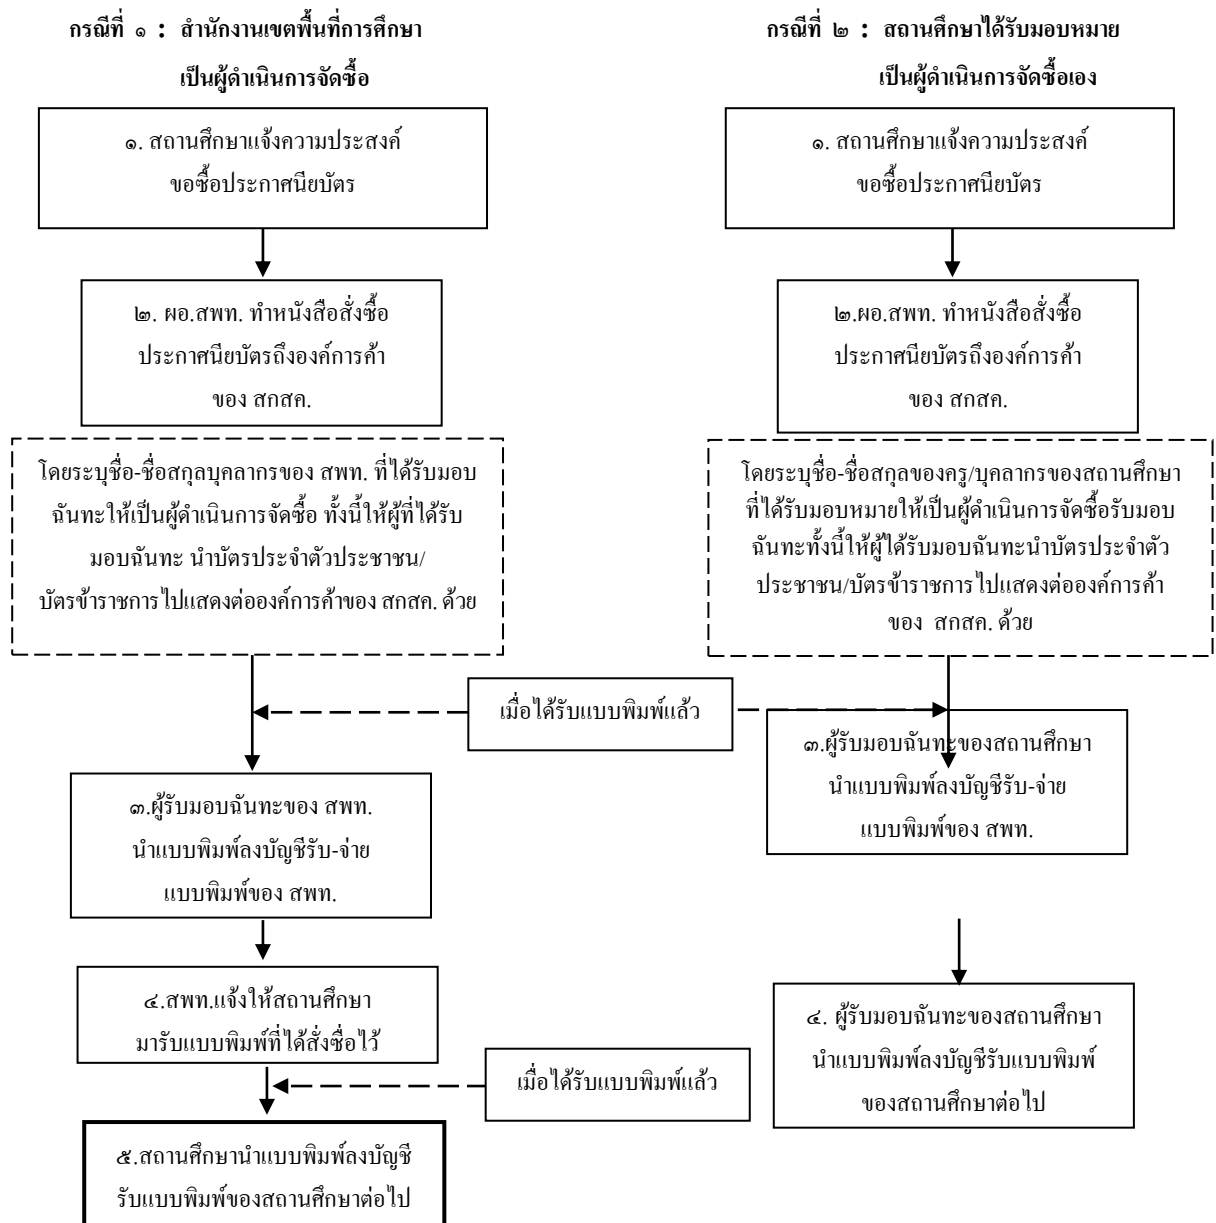 กรณีที่ ๑ : สำนักงานเขตพื้นที่การศึกษา
เป็นผู้ดำเนินการจัดซื้อ
๑. สถานศึกษาแจ้งความประสงค์
ขอซื้อประกาศนียบัตร
๒. ผอ.สพท. ทำหนังสือสั่งซื้อ
ประกาศนียบัตรถึงองค์การค้า
ของ สกสค.
โดยระบุชื่อ-ชื่อสกุลบุคลากรของ สพท. ที่ได้รับมอบ
ฉันทะให้เป็นผู้ดำเนินการจัดซื้อ ทั้งนี้ให้ผู้ที่ได้รับ
มอบฉันทะ นำบัตรประจำตัวประชาชน/
บัตรข้าราชการไปแสดงต่อองค์การค้าของ สกสค. ด้วย
เมื่อได้รับแบบพิมพ์แล้ว
๓.ผู้รับมอบฉันทะของ สพท.
นำแบบพิมพ์ลงบัญชีรับ-จ่าย
แบบพิมพ์ของ สพท.
๔.สพท.แจ้งให้สถานศึกษา
มารับแบบพิมพ์ที่ได้สั่งซื่อไว้
เมื่อได้รับแบบพิมพ์แล้ว
๕.สถานศึกษานำแบบพิมพ์ลงบัญชี
รับแบบพิมพ์ของสถานศึกษาต่อไป
กรณีที่ ๒ : สถานศึกษาได้รับมอบหมาย
เป็นผู้ดำเนินการจัดซื้อเอง
๑. สถานศึกษาแจ้งความประสงค์
ขอซื้อประกาศนียบัตร
๒.ผอ.สพท. ทำหนังสือสั่งซื้อ
ประกาศนียบัตรถึงองค์การค้า
ของ สกสค.
โดยระบุชื่อ-ชื่อสกุลของครู/บุคลากรของสถานศึกษา
ที่ได้รับมอบหมายให้เป็นผู้ดำเนินการจัดซื้อรับมอบ
ฉันทะทั้งนี้ให้ผู้ได้รับมอบฉันทะนำบัตรประจำตัว
ประชาชน/บัตรข้าราชการไปแสดงต่อองค์การค้า
ของ สกสค. ด้วย
๓.ผู้รับมอบฉันทะของสถานศึกษา
นำแบบพิมพ์ลงบัญชีรับ-จ่าย
แบบพิมพ์ของ สพท.
๔. ผู้รับมอบฉันทะของสถานศึกษา
นำแบบพิมพ์ลงบัญชีรับแบบพิมพ์
ของสถานศึกษาต่อไป